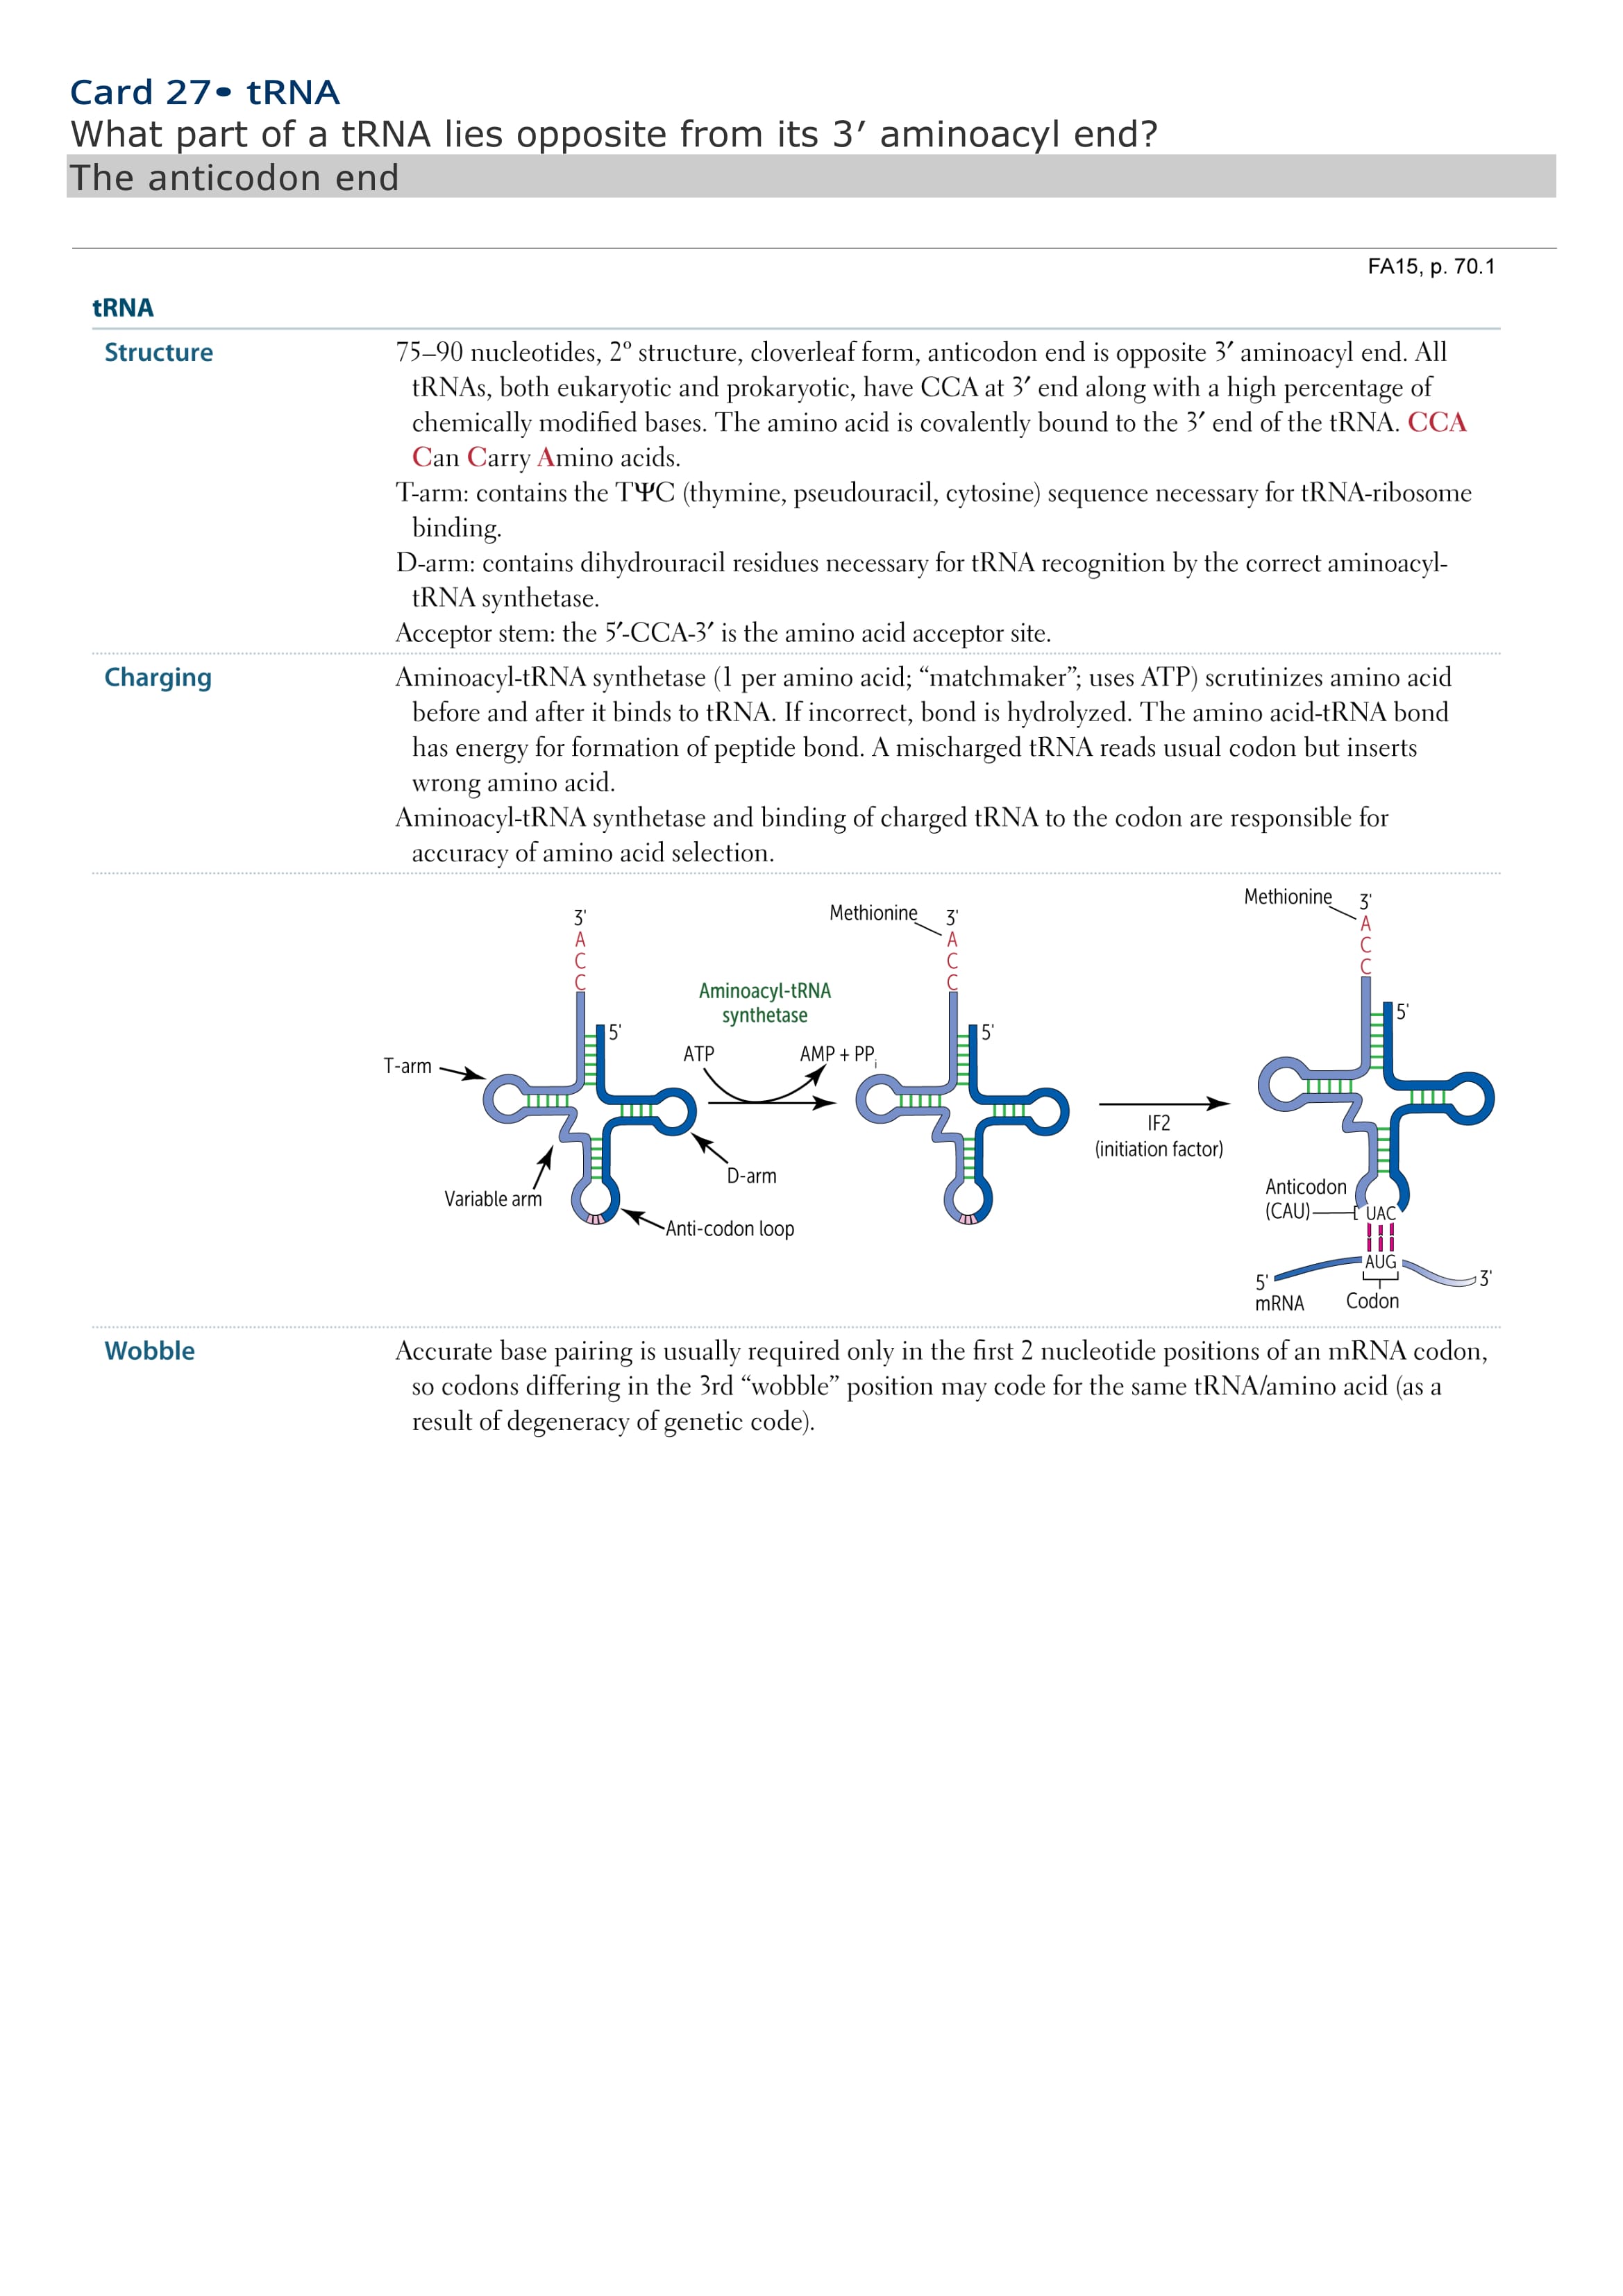 Card 27• tRNA
What part of a tRNA lies opposite from its 3′ aminoacyl end?
The anticodon end
FA15, p. 70.1
tRNA
Structure
75–90 nucleotides, 2º structure, cloverleaf form, anticodon end is opposite 3′ aminoacyl end. All
tRNAs, both eukaryotic and prokaryotic, have CCA at 3′ end along with a high percentage of
chemically modified bases. The amino acid is covalently bound to the 3′ end of the tRNA. CCA
Can Carry Amino acids.
T-arm: contains the TΨC (thymine, pseudouracil, cytosine) sequence necessary for tRNA-ribosome
binding.
D-arm: contains dihydrouracil residues necessary for tRNA recognition by the correct aminoacyl-
tRNA synthetase.
Acceptor stem: the 5′-CCA-3′ is the amino acid acceptor site.
Charging
Aminoacyl-tRNA synthetase (1 per amino acid; “matchmaker”; uses ATP) scrutinizes amino acid
before and after it binds to tRNA. If incorrect, bond is hydrolyzed. The amino acid-tRNA bond
has energy for formation of peptide bond. A mischarged tRNA reads usual codon but inserts
wrong amino acid.
Aminoacyl-tRNA synthetase and binding of charged tRNA to the codon are responsible for
accuracy of amino acid selection.
3'
A
C
C
5'
T-arm
Variable arm
D-arm
Anti-codon loop
Aminoacyl-tRNA
synthetase
ATP
AMP + PPi
Methionine
3'
A
C
C
5'
IF2
(initiation factor)
Methionine
3'
A
C
C
5'
Anticodon
(CAU)
UAC
AUG
5'
3'
mRNA
Codon
Wobble
Accurate base pairing is usually required only in the first 2 nucleotide positions of an mRNA codon,
so codons differing in the 3rd “wobble” position may code for the same tRNA/amino acid (as a
result of degeneracy of genetic code).